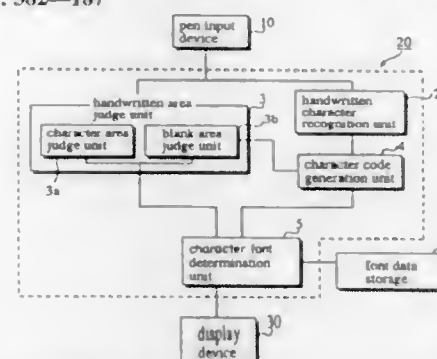 pen input
device
10
20
handwritten area
judge unit
3
character area
judge unit
3a
blank area
judge unit
3b
handwritten
character
recognition unit
character code
generation unit
4
character font
determination
unit
5
font data
storage
display
device
30